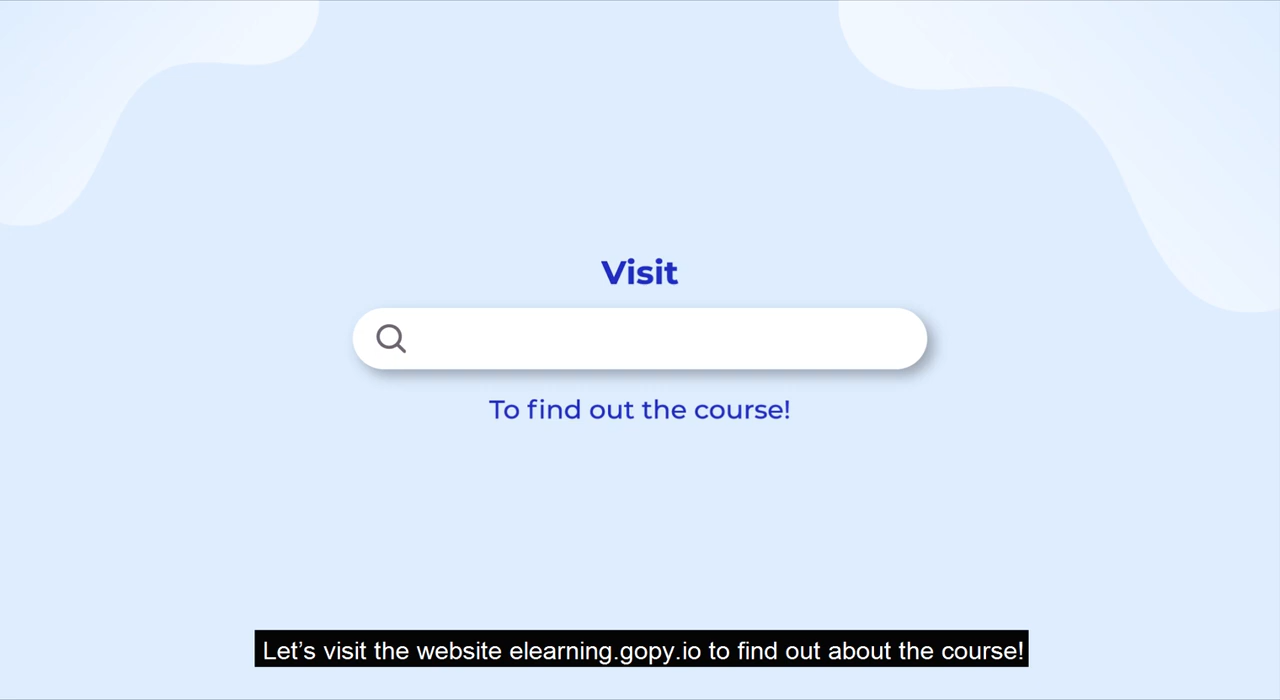 Visit
To find out the course!
Let’s visit the website elearning.gopy.io to find out about the course!